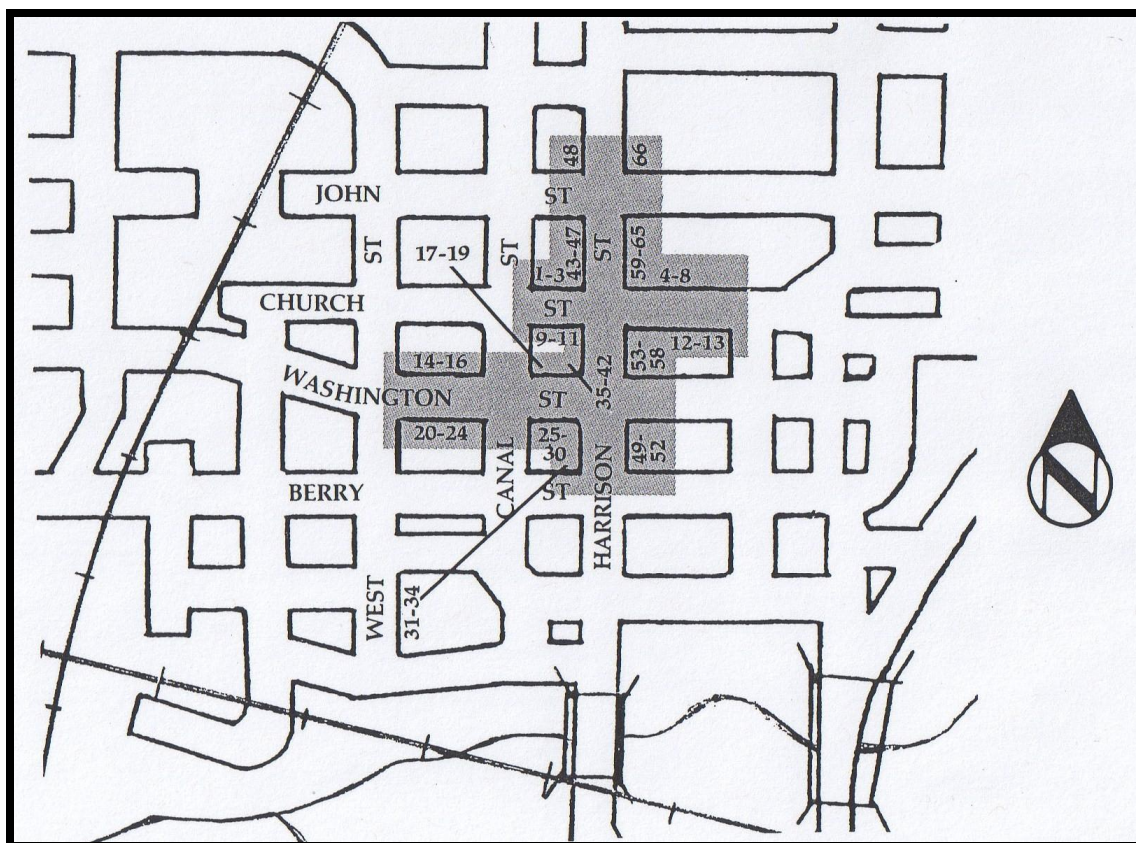 48
66
JOHN
ST
ST
17-19
ST
43-47
ST
59-65
1-3
4-8
CHURCH
ST
9-11
12-13
14-16
53-
58
35-42
WASHINGTON
ST
20-24
25-
30
49-
52
CANAL
HARRISON
BERRY
ST
WEST
31-34
N